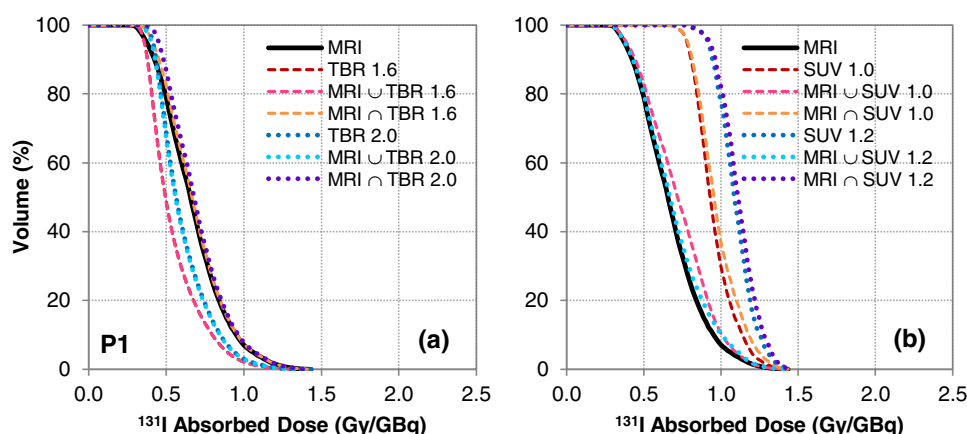 100
80
60
40
20
0
Volume (%)
MRI
TBR 1.6
MRI ∪ TBR 1.6
MRI ∩ TBR 1.6
TBR 2.0
MRI ∪ TBR 2.0
MRI ∩ TBR 2.0
P1
(a)
0.0 0.5 1.0 1.5 2.0 2.5
¹³¹I Absorbed Dose (Gy/GBq)
100
80
60
40
20
0
MRI
SUV 1.0
MRI ∪ SUV 1.0
MRI ∩ SUV 1.0
SUV 1.2
MRI ∪ SUV 1.2
MRI ∩ SUV 1.2
(b)
0.0 0.5 1.0 1.5 2.0 2.5
¹³¹I Absorbed Dose (Gy/GBq)